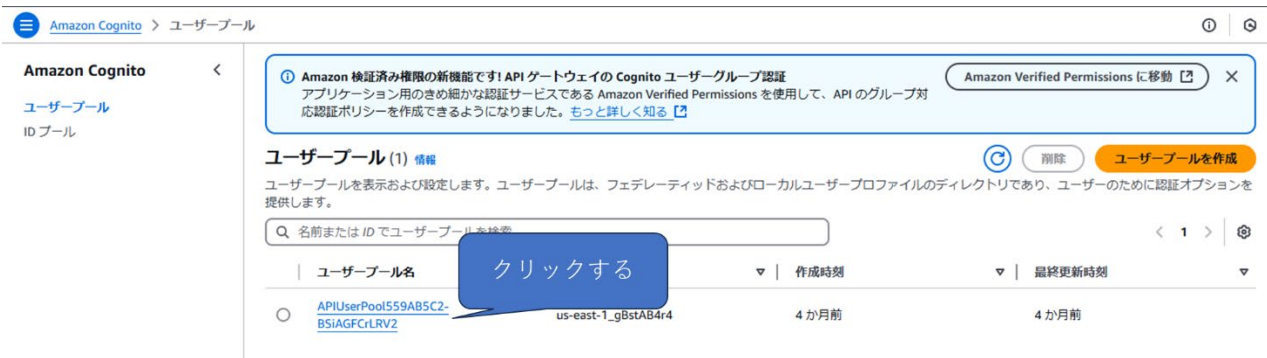 Amazon Cognito > ユーザープール
Amazon Cognito
ユーザープール
ID プール
Amazon 検証済み権限の新機能です! API ゲートウェイの Cognito ユーザーグループ認証
アプリケーション用のきめ細かな認証サービスである Amazon Verified Permissions を使用して、API のグループ対
応認証ポリシーを作成できるようになりました。もっと詳しく知る
Amazon Verified Permissions に移動
ユーザープール (1) 情報
削除
ユーザープールを作成
ユーザープールを表示および設定します。ユーザープールは、フェデレーティッドおよびローカルユーザープロファイルのディレクトリであり、ユーザーのために認証オプションを
提供します。
名前または ID でユーザープールを検索
< 1 >
クリックする
ユーザープール名
作成時刻
最終更新時刻
APIUserPool559AB5C2-
BSiAGFCrLRV2
us-east-1_gBstAB4r4
4 か月前
4 か月前